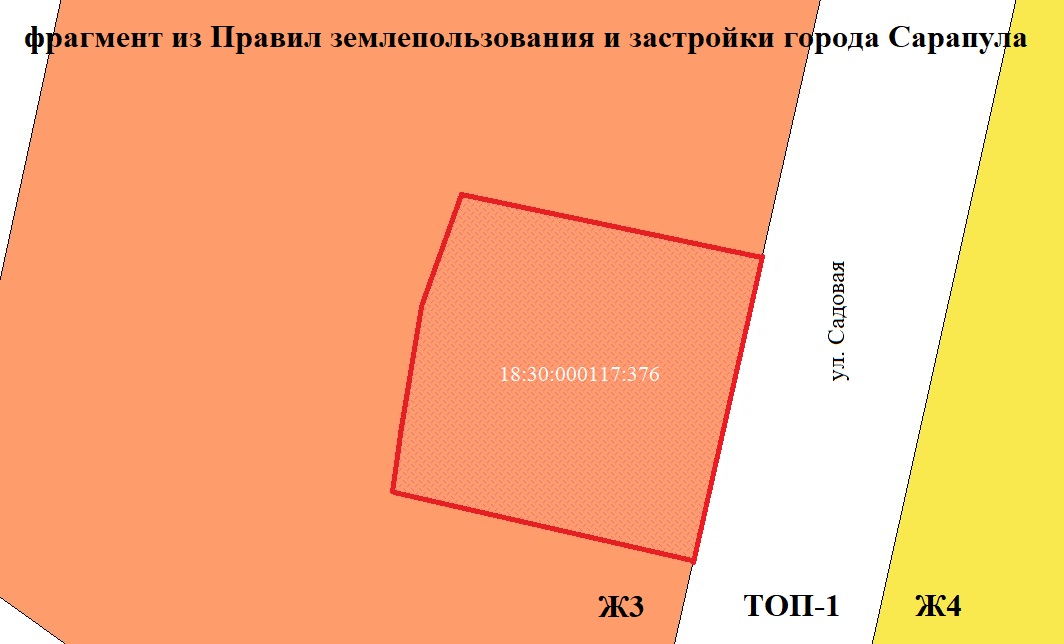 фрагмент из Правил землепользования и застройки города Сарапула
ул. Садовая
18:30:000117:376
Ж3
ТОП-1
Ж4